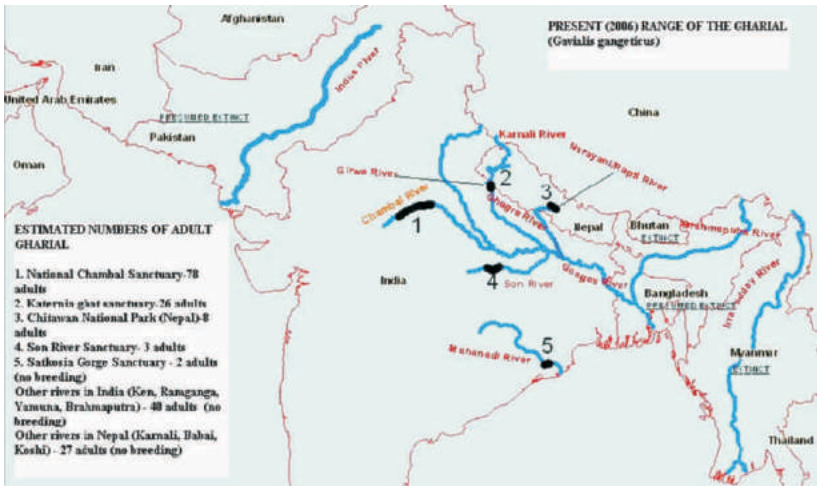 PRESENT (2006) RANGE OF THE GHARIAL
(Gavialis gangeticus)
Afghanistan
Iran
United Arab Emirates
Pakistan
PRESUMED EXTINCT
Oman
Indus River
China
Karnali River
Narayani/Rapti River
Girwa River
2
3
Chambal River
1
Ghagra River
Nepal
Bhutan
EXTINCT
Brahmaputra River
India
4
Son River
Ganges River
Bangladesh
PRESUMED EXTINCT
Irrawaddy River
Mahanadi River
5
Myanmar
EXTINCT
Thailand
ESTIMATED NUMBERS OF ADULT
GHARIAL
1. National Chambal Sanctuary-78
adults
2. Katernia ghat sanctuary-26 adults
3. Chitawan National Park (Nepal)-8
adults
4. Son River Sanctuary- 3 adults
5. Satkosia Gorge Sanctuary - 2 adults
(no breeding)
Other rivers in India (Ken, Ramganga,
Yamuna, Brahmaputra) - 40 adults (no
breeding)
Other rivers in Nepal (Karnali, Babai,
Koshi) - 27 adults (no breeding)